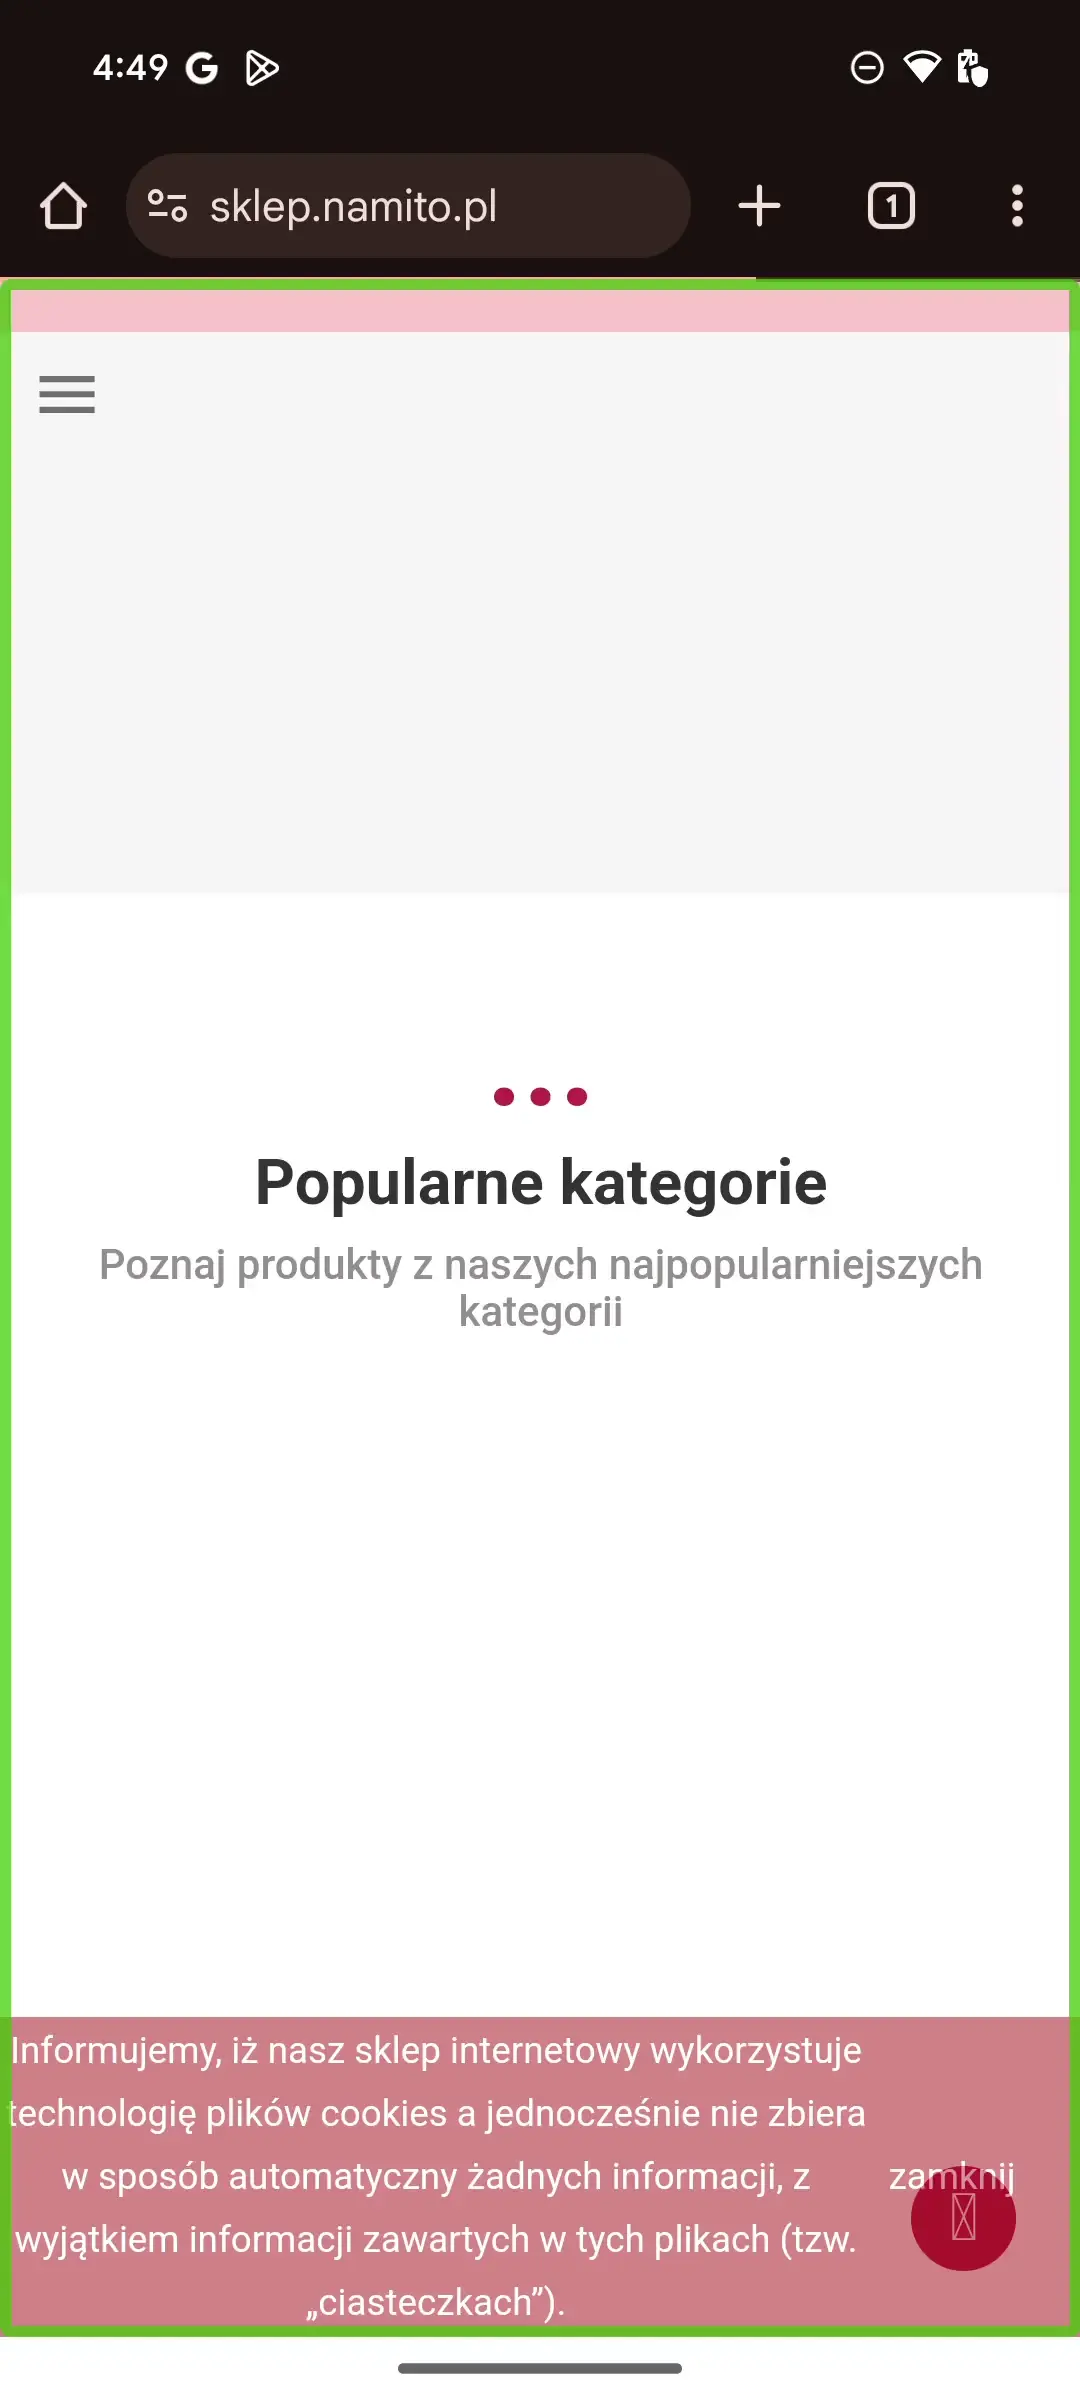 4:49
sklep.namito.pl
1
Popularne kategorie
Poznaj produkty z naszych najpopularniejszych
kategorii
Informujemy, iż nasz sklep internetowy wykorzystuje
technologię plików cookies a jednocześnie nie zbiera
w sposób automatyczny żadnych informacji, z
wyjątkiem informacji zawartych w tych plikach (tzw.
„ciasteczkach”).
zamknij